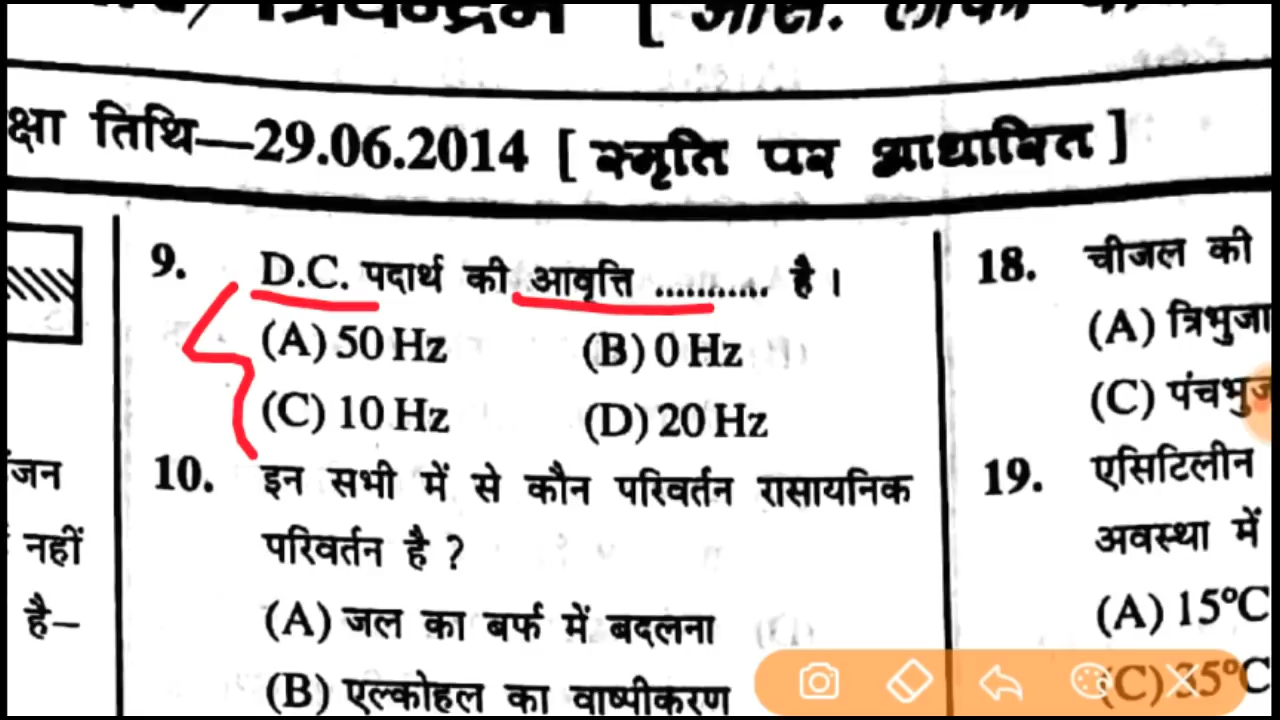 त्रिवेन्द्रम [ आसि. लोको
क्षा तिथि—29.06.2014 [ स्मृति पर आधारित ]
9. D.C. पदार्थ की आवृत्ति ........... है ।
(A) 50 Hz (B) 0 Hz
(C) 10 Hz (D) 20 Hz
10. इन सभी में से कौन परिवर्तन रासायनिक
परिवर्तन है ?
(A) जल का बर्फ में बदलना
(B) एल्कोहल का वाष्पीकरण
नहीं
है–
18. चीजल की
(A) त्रिभुजा
(C) पंचभुज
19. एसिटिलीन
अवस्था में
(A) 15°C
(C) 35°C